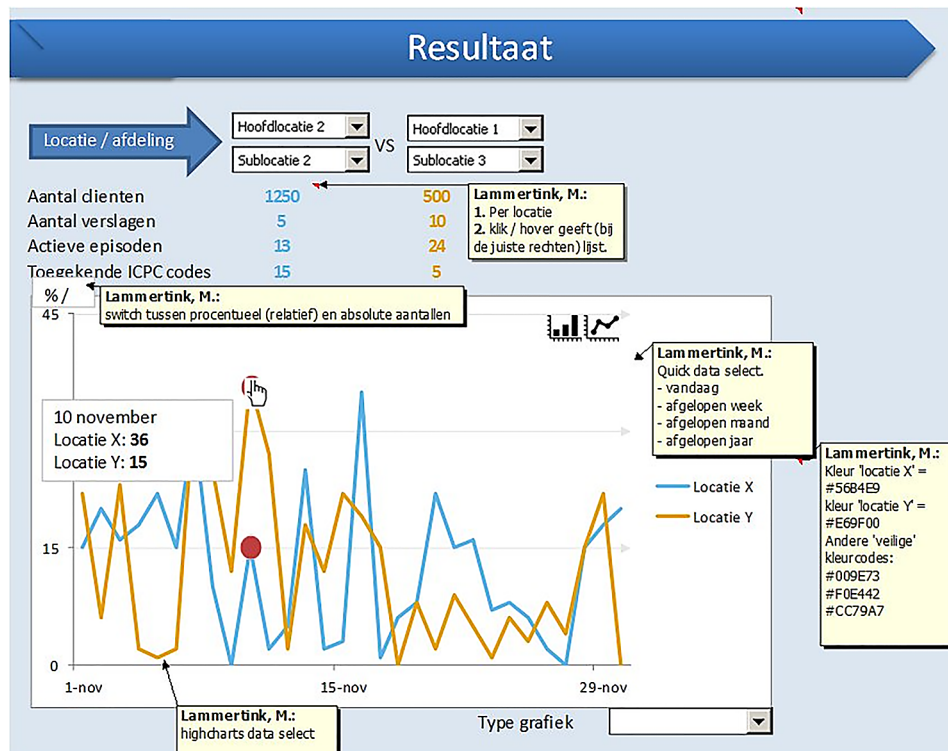 Resultaat
Locatie / afdeling
Hoofdlocatie 2
VS
Hoofdlocatie 1
Sublocatie 2
Sublocatie 3
Aantal clienten 1250 500
Aantal verslagen 5 10
Actieve episoden 13 24
Toegekende ICPC codes 15 5
Lammertink, M.:
1. Per locatie
2. klik / hover geeft (bij
de juiste rechten) lijst.
% /
Lammertink, M.:
switch tussen procentueel (relatief) en absolute aantallen
45
Lammertink, M.:
Quick data select.
- vandaag
- afgelopen week
- afgelopen maand
- afgelopen jaar
10 november
Locatie X: 36
Locatie Y: 15
Lammertink, M.:
Kleur 'locatie X' =
#56B4E9
kleur 'locatie Y' =
#E69F00
Andere 'veilige'
kleurcodes:
#009E73
#F0E442
#CC79A7
Locatie X
Locatie Y
15
0
1-nov 15-nov 29-nov
Lammertink, M.:
highcharts data select
Type grafiek